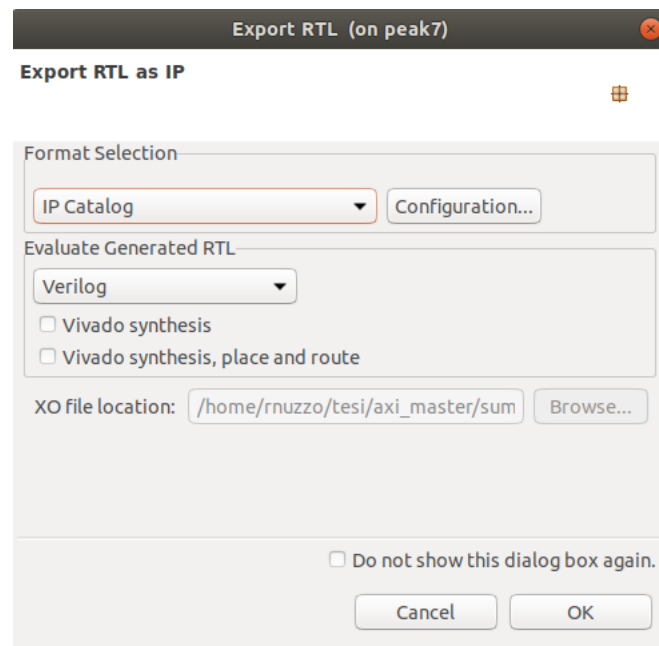 Export RTL (on peak7)
Export RTL as IP
Format Selection
IP Catalog
Configuration...
Evaluate Generated RTL
Verilog
Vivado synthesis
Vivado synthesis, place and route
XO file location: /home/rnuzzo/tesi/axi_master/sum Browse...
Do not show this dialog box again.
Cancel OK